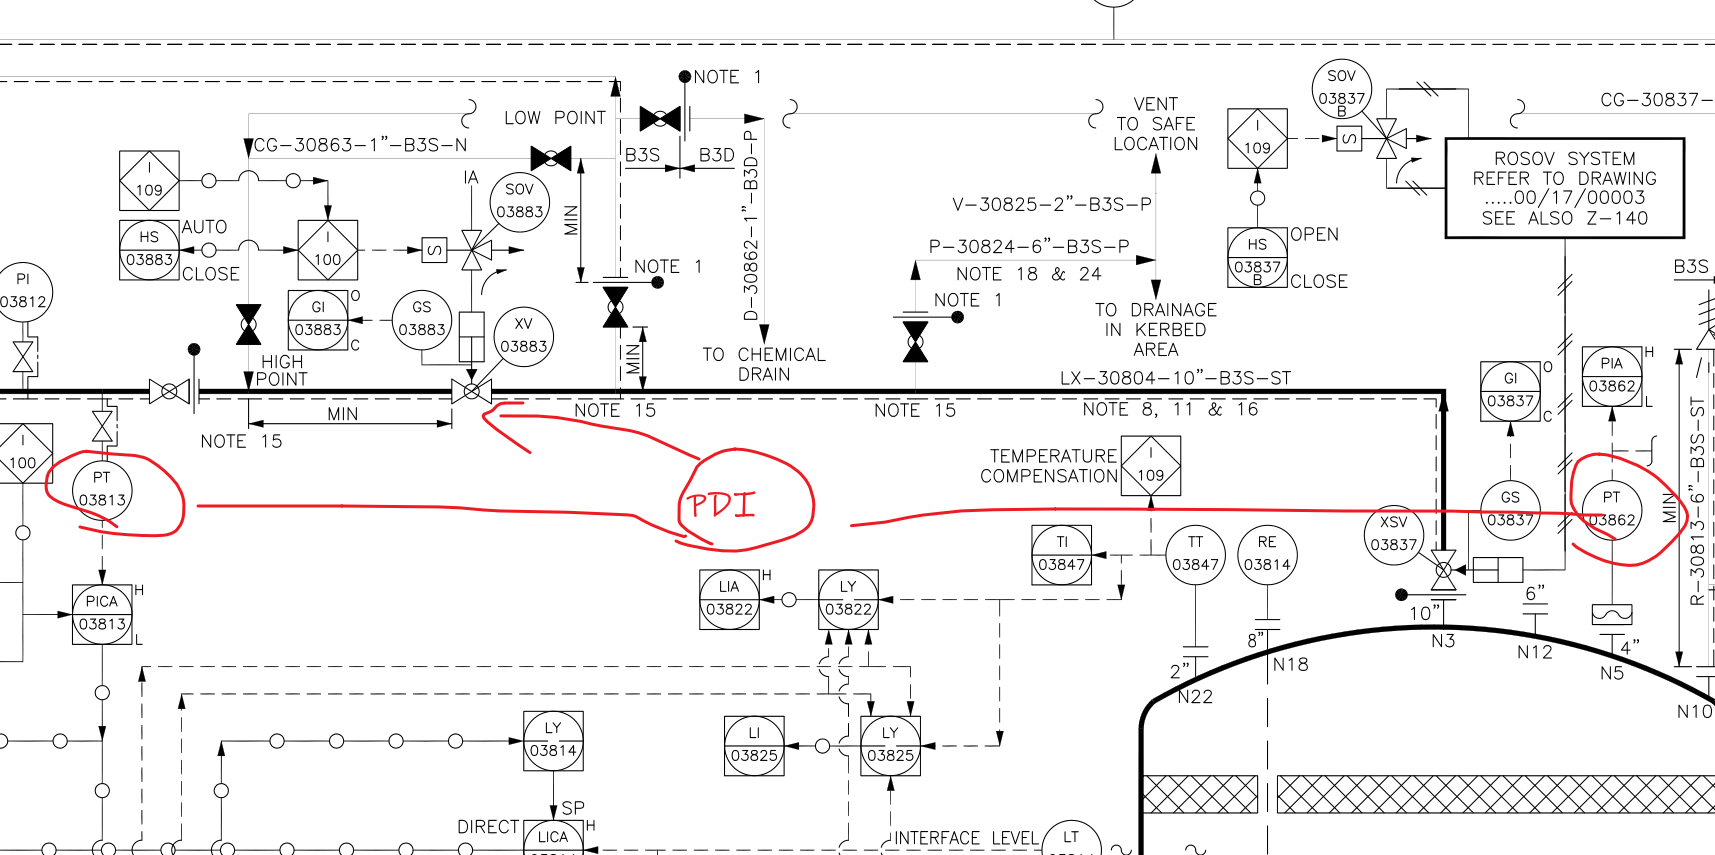 NOTE 1
SOV
03837
B
CG-30837-
LOW POINT
VENT
TO SAFE
LOCATION
CG-30863-1"-B3S-N
B3S
B3D
I
109
ROSOV SYSTEM
REFER TO DRAWING
.....00/17/00003
SEE ALSO Z-140
I
109
IA
SOV
03883
MIN
D-30862-1"-B3D-P
V-30825-2"-B3S-P
HS
03883
AUTO
CLOSE
I
100
S
S
P-30824-6"-B3S-P
NOTE 18 & 24
HS
03837
B
OPEN
CLOSE
PI
03812
NOTE 1
B3S
GI
03883
O
C
GS
03883
XV
03883
NOTE 1
TO DRAINAGE
IN KERBED
AREA
HIGH
POINT
MIN
TO CHEMICAL
DRAIN
LX-30804-10"-B3S-ST
GI
03837
O
C
PIA
03862
H
L
MIN
NOTE 15
NOTE 15
NOTE 15
NOTE 8, 11 & 16
I
100
PT
03813
PDI
TEMPERATURE
COMPENSATION
I
109
GS
03837
PT
03862
MIN
R-30813-6"-B3S-ST
XSV
03837
TI
03847
TT
03847
RE
03814
PICA
03813
H
L
LIA
03822
H
LY
03822
10"
6"
N3
N12
8"
N18
4"
N5
2"
N22
N10
LY
03814
LI
03825
LY
03825
SP
DIRECT
LICA
H
INTERFACE LEVEL
LT